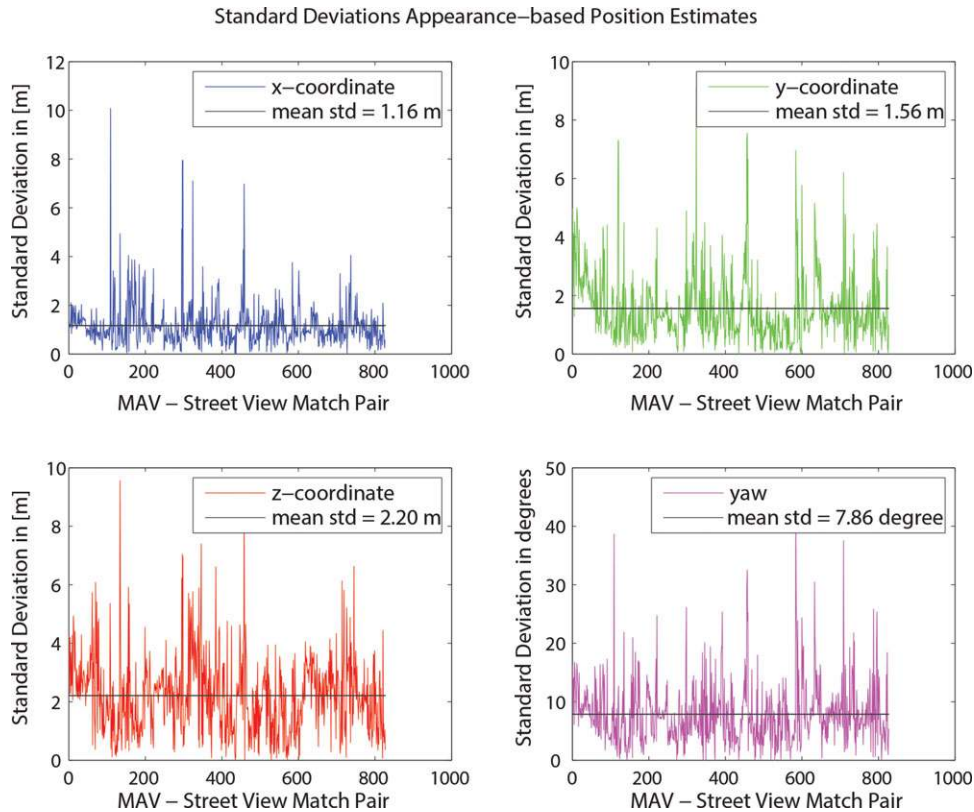 Standard Deviations Appearance−based Position Estimates
12
10
8
6
4
2
0
Standard Deviation in [m]
x−coordinate
mean std = 1.16 m
0 200 400 600 800 1000
MAV − Street View Match Pair
10
8
6
4
2
0
Standard Deviation in [m]
y−coordinate
mean std = 1.56 m
0 200 400 600 800 1000
MAV − Street View Match Pair
10
8
6
4
2
0
Standard Deviation in [m]
z−coordinate
mean std = 2.20 m
0 200 400 600 800 1000
MAV − Street View Match Pair
50
40
30
20
10
0
Standard Deviation in degrees
yaw
mean std = 7.86 degree
0 200 400 600 800 1000
MAV − Street View Match Pair